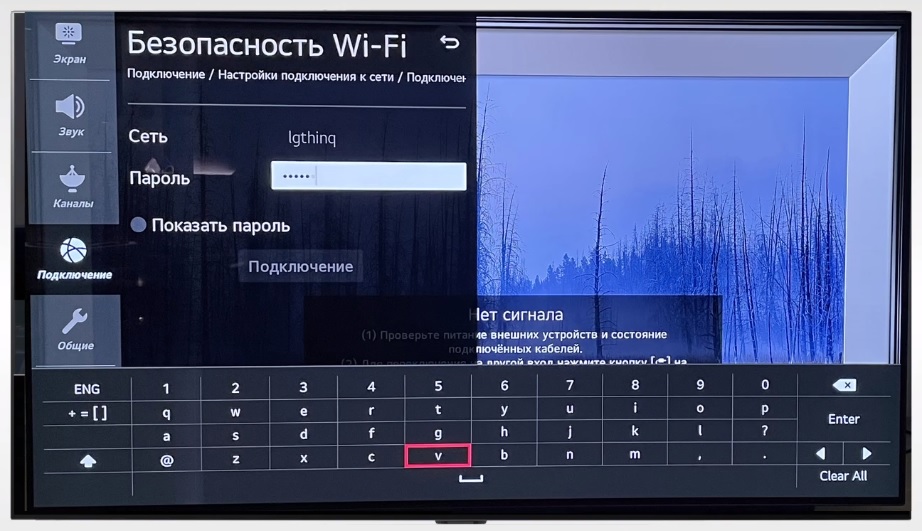 Экран
Звук
Каналы
Подключение
Общие
Безопасность Wi-Fi
Подключение / Настройки подключения к сети / Подключен
Сеть lgthinq
Пароль •••••
Показать пароль
Подключение
Нет сигнала
(1) Проверьте питание внешних устройств и состояние
подключённых кабелей.
(2) Для на другой вход нажмите кнопку [ ] на
ENG 1 2 3 4 5 6 7 8 9 0
+ = [ ] q w e r t y u i o p Enter
a s d f g h j k l ?
@ z x c v b n m , .
Clear All